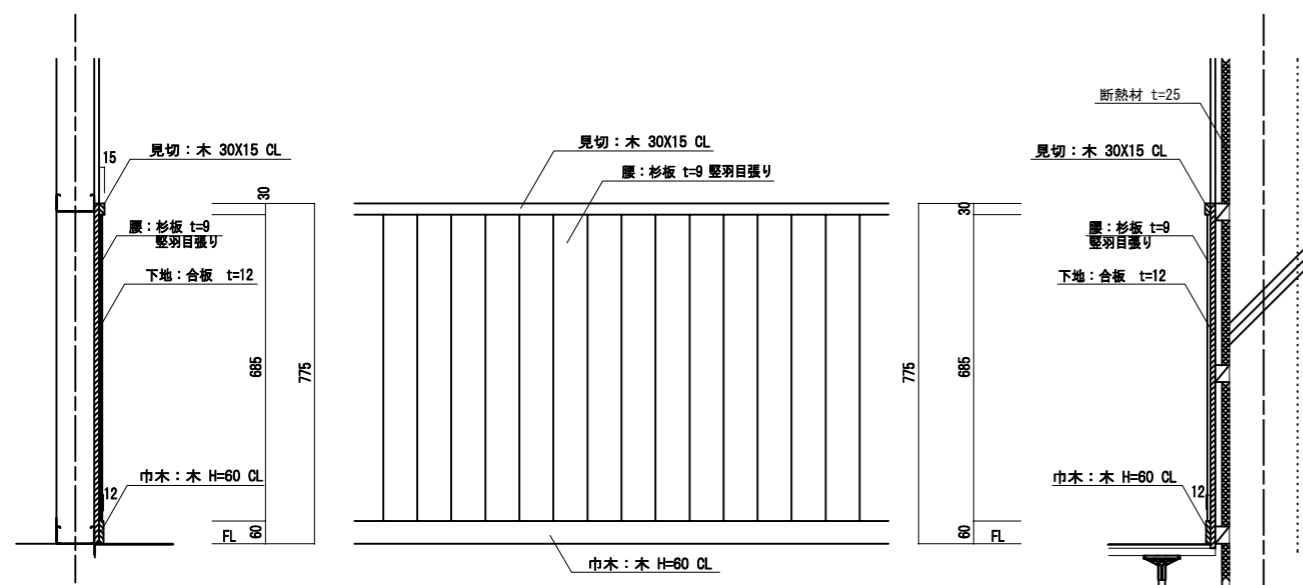 見切：木 30X15 CL
15
30
腰：杉板 t=9
竪羽目張り
下地：合板 t=12
685
775
巾木：木 H=60 CL
12
60
FL
見切：木 30X15 CL
腰：杉板 t=9 竪羽目張り
巾木：木 H=60 CL
775
30
685
60
FL
断熱材 t=25
見切：木 30X15 CL
腰：杉板 t=9
竪羽目張り
下地：合板 t=12
巾木：木 H=60 CL
12